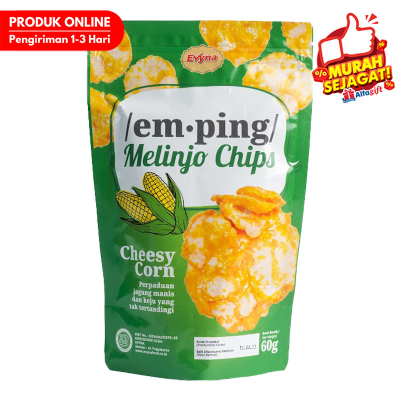 PRODUK ONLINE
Pengiriman 1-3 Hari
MURAH
SEJAGAT!
Alfagift
Evyna
/em·ping/
Melinjo Chips
Cheesy
Corn
Perpaduan
jagung manis
dan keju yang
tak tertandingi
60g